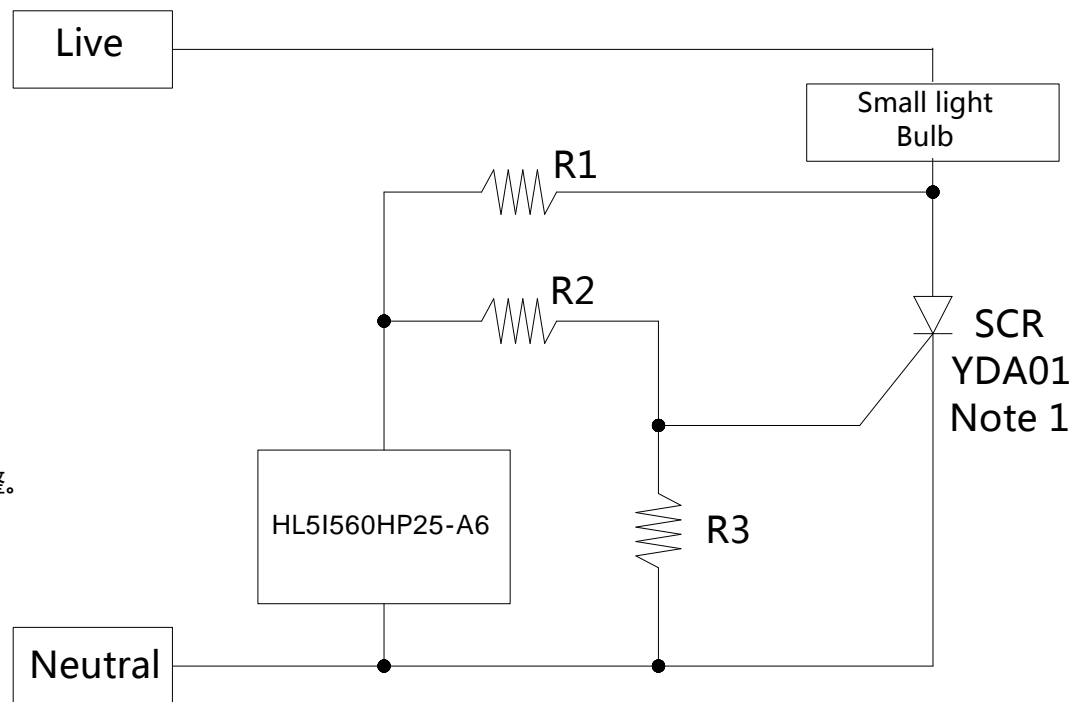 Live
Small light
Bulb
R1
R2
SCR
YDA01
Note 1
。
HL5I560HP25-A6
R3
Neutral